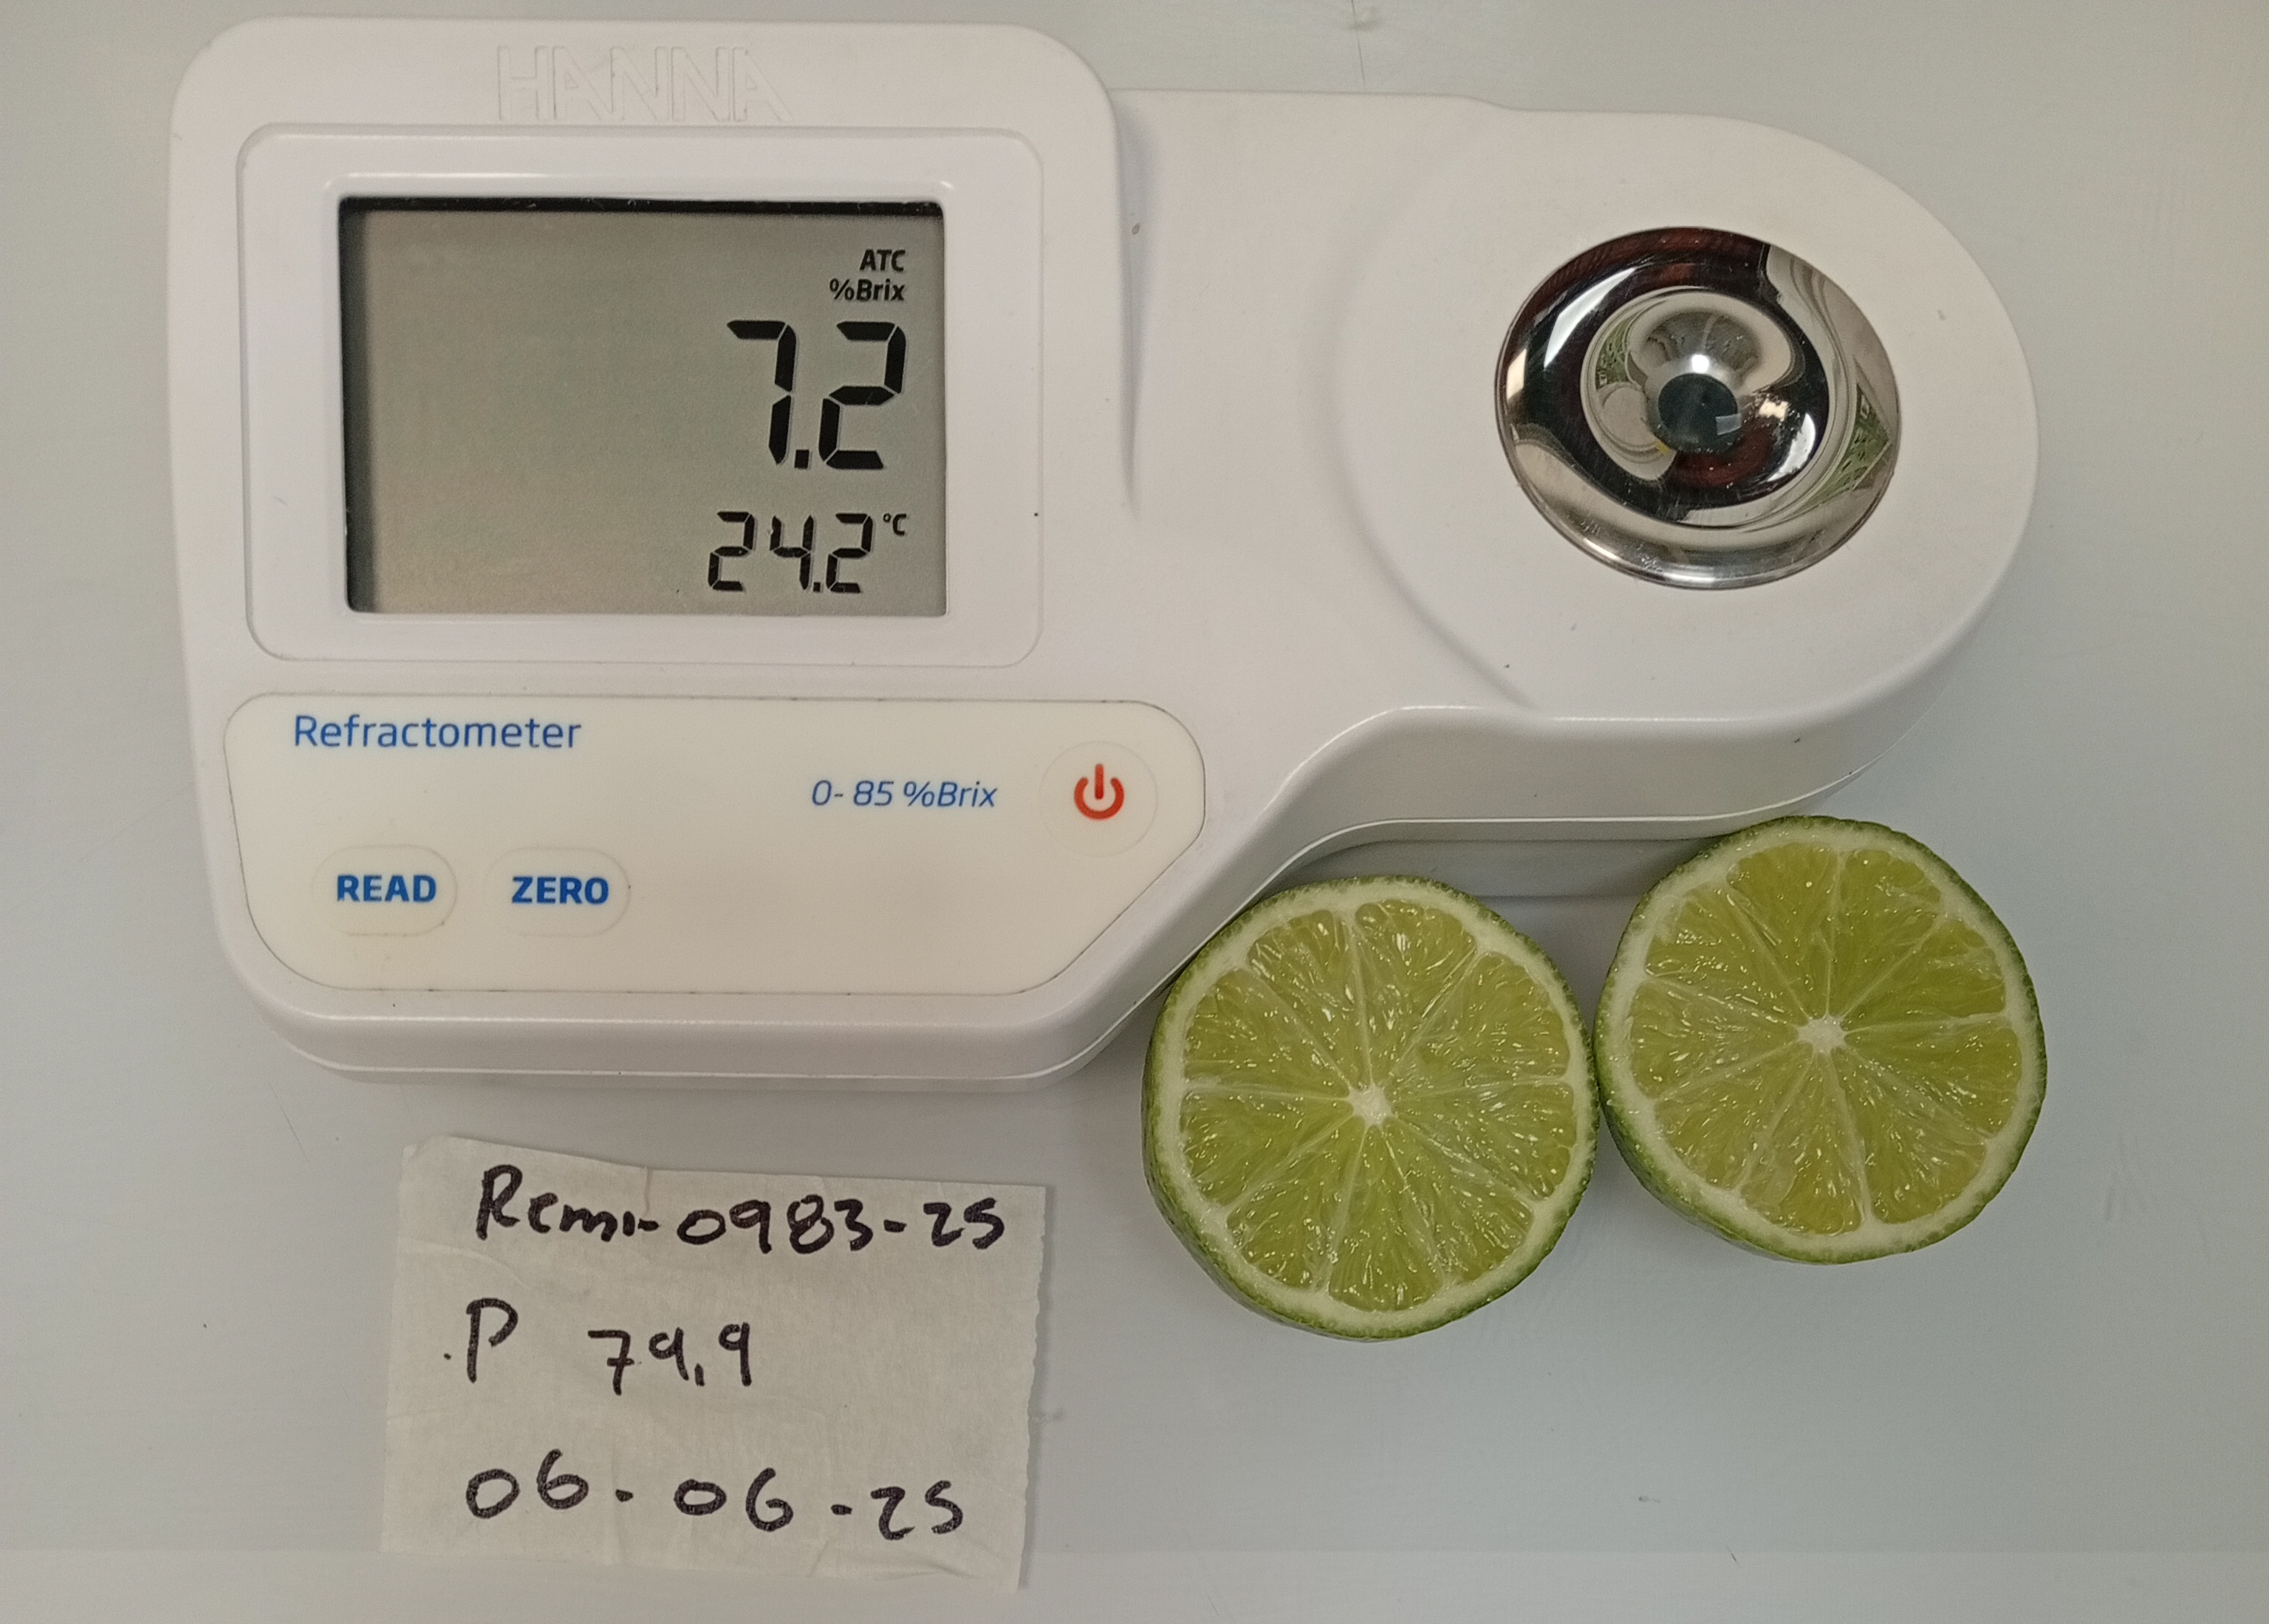 HANNA
ATC
%Brix
7.2
24.2 °C
Refractometer
0-85 %Brix
READ ZERO
Remi-0983-25
P 79.9
06-06-25